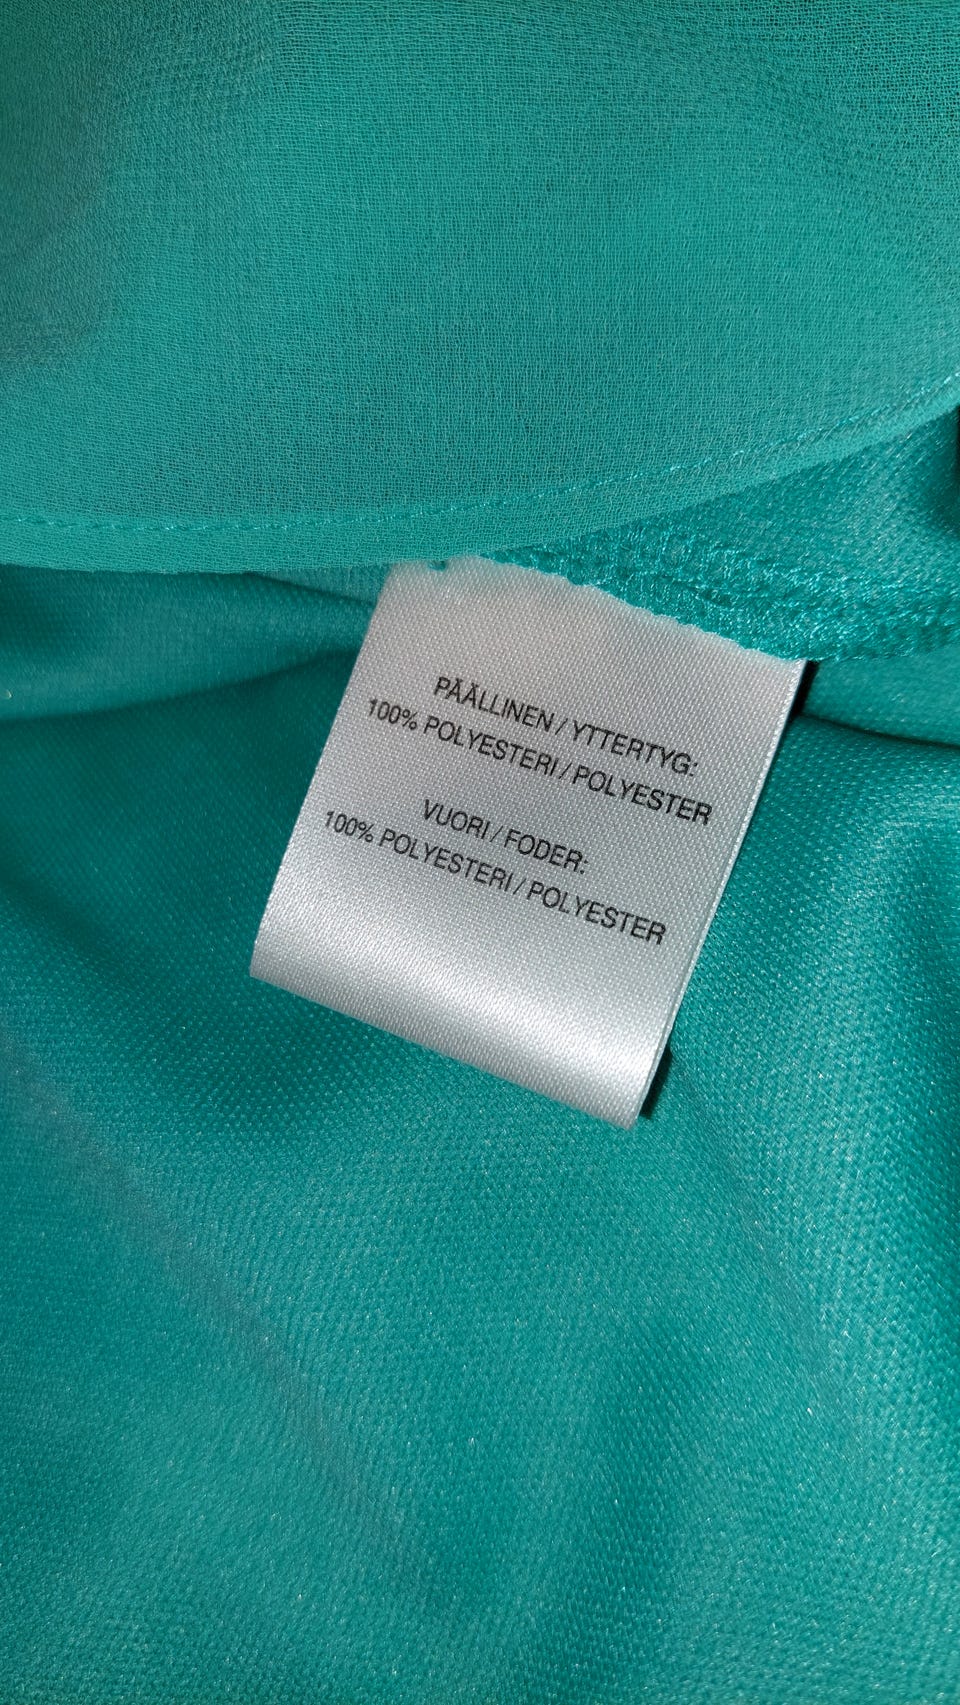 PÄÄLLINEN / YTTERTYG:
100% POLYESTERI / POLYESTER
VUORI / FODER:
100% POLYESTERI / POLYESTER